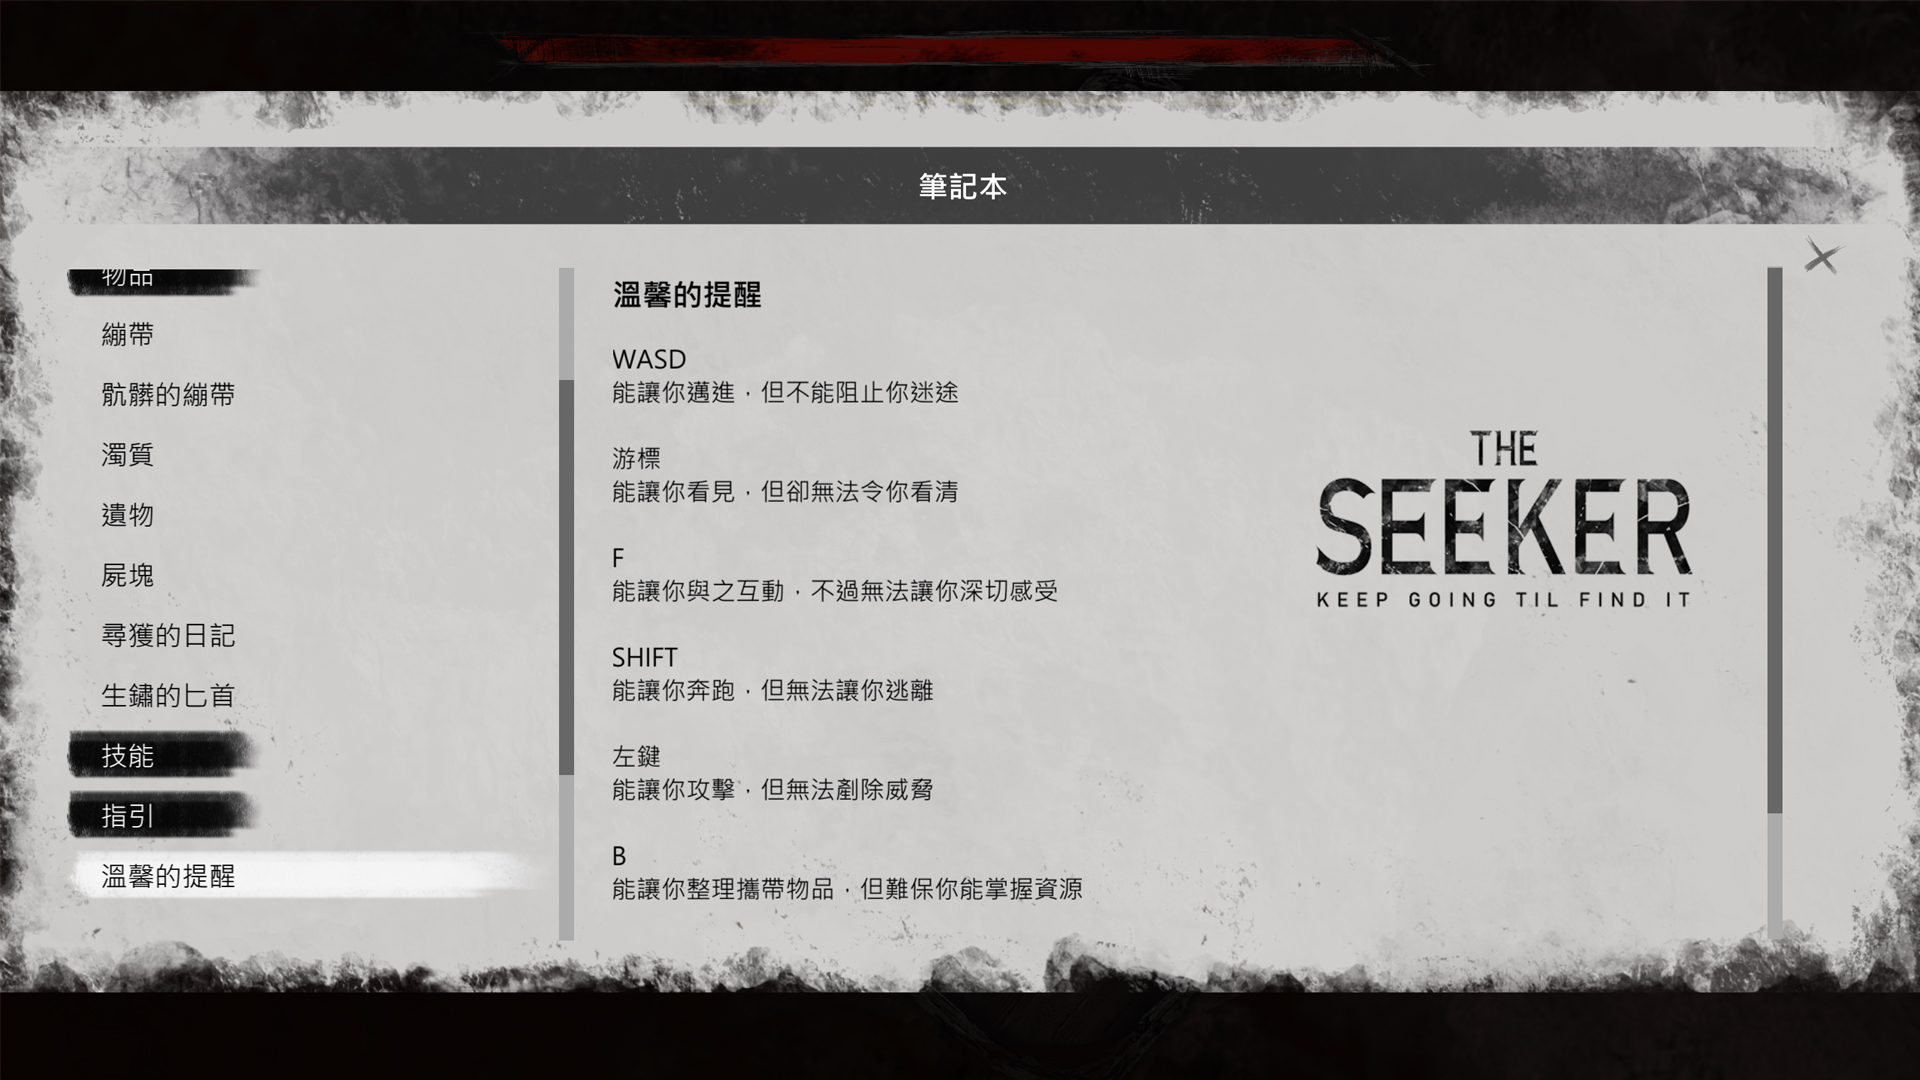 筆記本
物品
繃帶
骯髒的繃帶
濁質
遺物
屍塊
尋獲的日記
生鏽的匕首
技能
指引
溫馨的提醒
溫馨的提醒
WASD
能讓你邁進，但不能阻止你迷途
游標
能讓你看見，但卻無法令你看清
F
能讓你與之互動，不過無法讓你深切感受
SHIFT
能讓你奔跑，但無法讓你逃離
左鍵
能讓你攻擊，但無法剷除威脅
B
能讓你整理攜帶物品，但難保你能掌握資源
THE
SEEKER
KEEP GOING TIL FIND IT